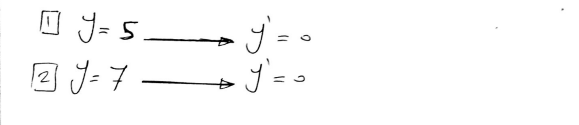 1 y = 5 ⟶ y' = 0
2 y = 7 ⟶ y' = 0